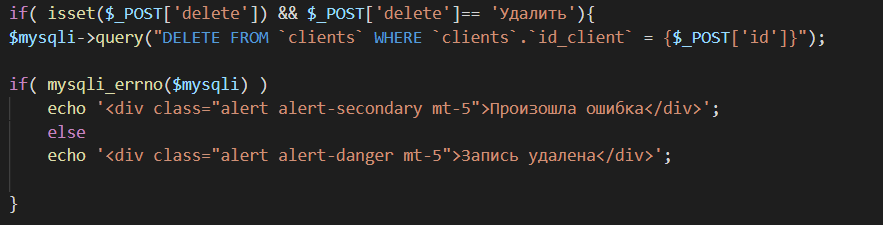 if( isset($_POST['delete']) && $_POST['delete']== 'Удалить'){
$mysqli->query("DELETE FROM `clients` WHERE `clients`.`id_client` = {$_POST['id']}");
if( mysqli_errno($mysqli) )
echo '<div class="alert alert-secondary mt-5">Произошла ошибка</div>';
else
echo '<div class="alert alert-danger mt-5">Запись удалена</div>';
}